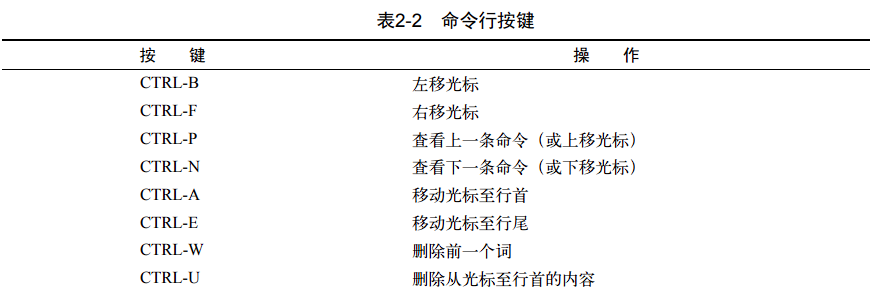 表2-2 命令行按键
按 键 操 作
CTRL-B 左移光标
CTRL-F 右移光标
CTRL-P 查看上一条命令（或上移光标）
CTRL-N 查看下一条命令（或下移光标）
CTRL-A 移动光标至行首
CTRL-E 移动光标至行尾
CTRL-W 删除前一个词
CTRL-U 删除从光标至行首的内容